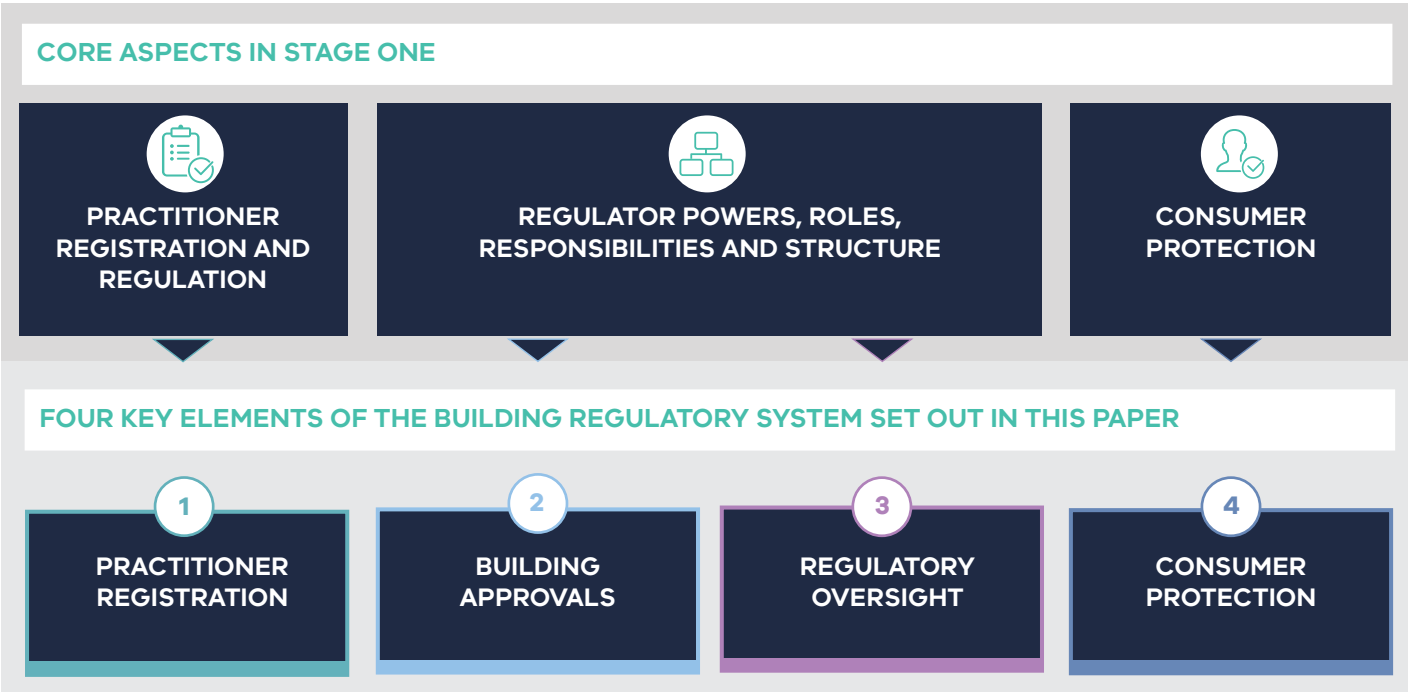 CORE ASPECTS IN STAGE ONE
PRACTITIONER
REGISTRATION AND
REGULATION
REGULATOR POWERS, ROLES,
RESPONSIBILITIES AND STRUCTURE
CONSUMER
PROTECTION
FOUR KEY ELEMENTS OF THE BUILDING REGULATORY SYSTEM SET OUT IN THIS PAPER
1
PRACTITIONER
REGISTRATION
2
BUILDING
APPROVALS
3
REGULATORY
OVERSIGHT
4
CONSUMER
PROTECTION